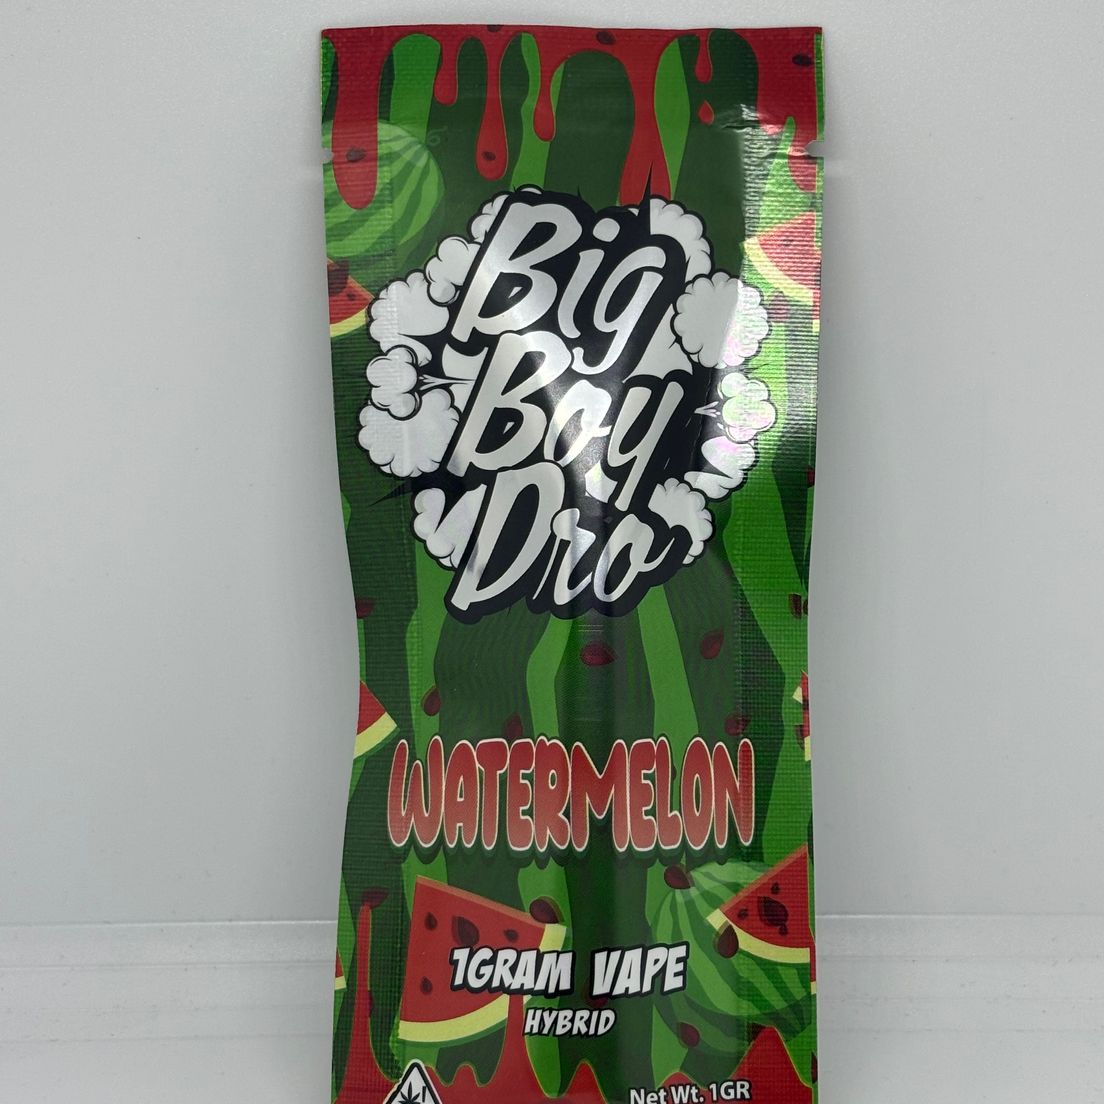 Big
Boy
Dro
WATERMELON
1GRAM VAPE
HYBRID
!
Net Wt. 1GR